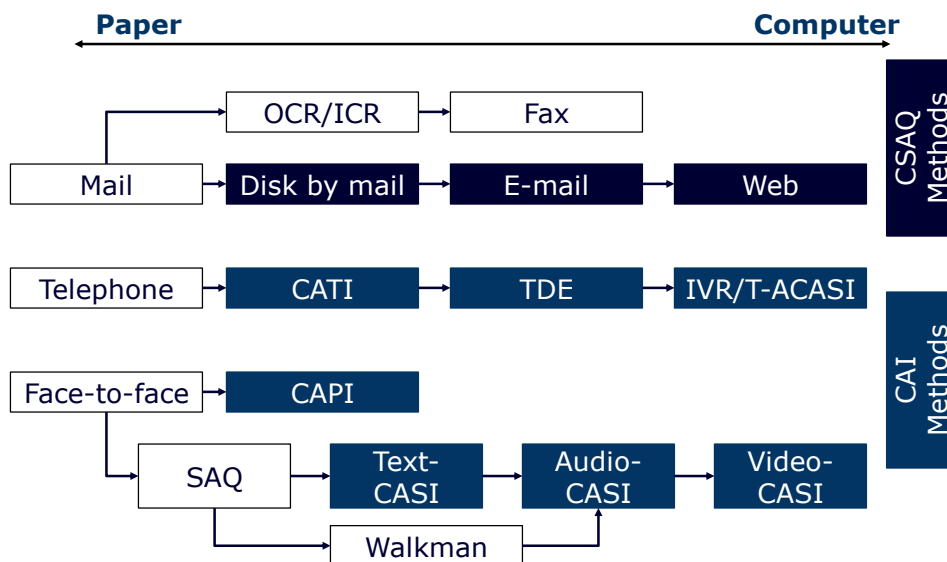 Paper Computer
OCR/ICR Fax
Mail Disk by mail E-mail Web
CSAQ
Methods
Telephone CATI TDE IVR/T-ACASI
Face-to-face CAPI
CAI
Methods
SAQ Text- Audio- Video-
CASI CASI CASI
Walkman